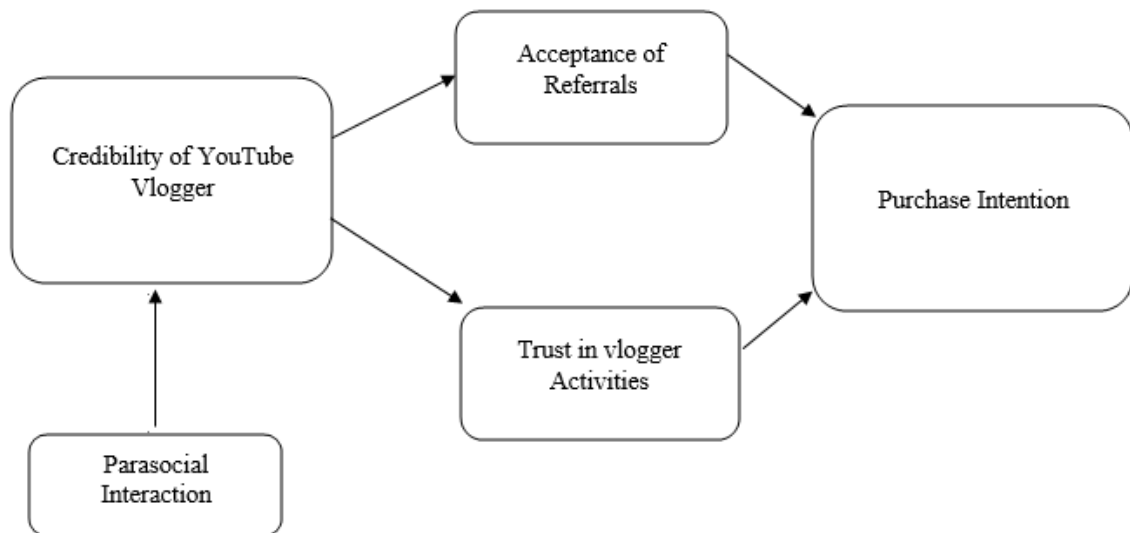 Acceptance of
Referrals
Credibility of YouTube
Vlogger
Purchase Intention
Trust in vlogger
Activities
Parasocial
Interaction